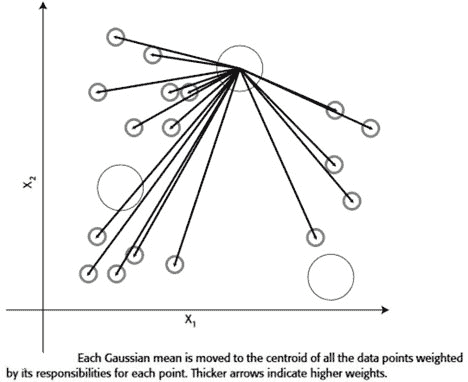 X₂
X₁
Each Gaussian mean is moved to the centroid of all the data points weighted
by its responsibilities for each point. Thicker arrows indicate higher weights.